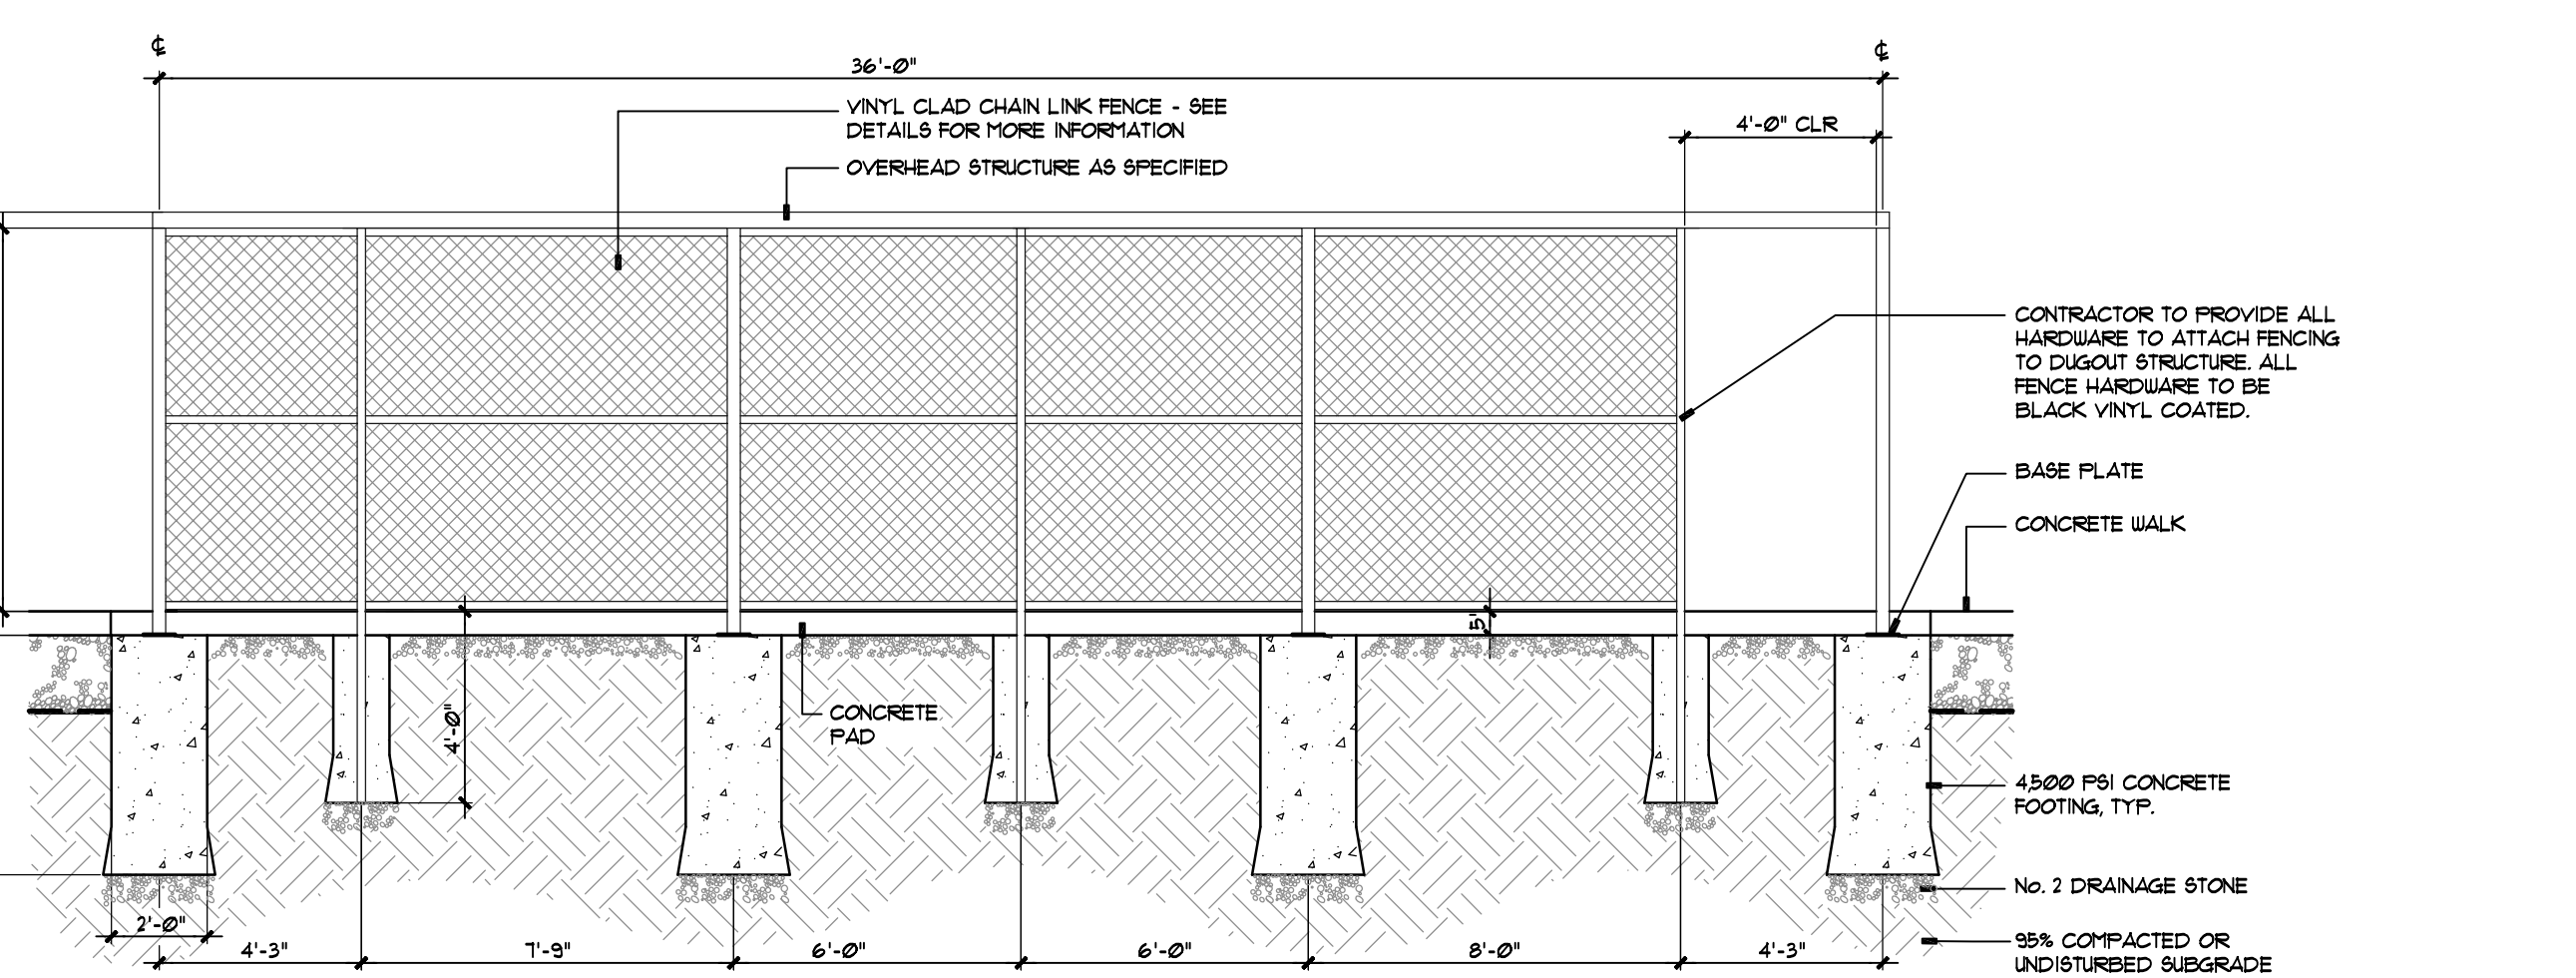 ℄
℄
36'-0"
VINYL CLAD CHAIN LINK FENCE - SEE
DETAILS FOR MORE INFORMATION
4'-0" CLR
OVERHEAD STRUCTURE AS SPECIFIED
CONTRACTOR TO PROVIDE ALL
HARDWARE TO ATTACH FENCING
TO DUGOUT STRUCTURE. ALL
FENCE HARDWARE TO BE
BLACK VINYL COATED.
BASE PLATE
CONCRETE WALK
5'
4'-0"
CONCRETE
PAD
4,500 PSI CONCRETE
FOOTING, TYP.
No. 2 DRAINAGE STONE
2'-0"
95% COMPACTED OR
UNDISTURBED SUBGRADE
4'-3"
7'-9"
6'-0"
6'-0"
8'-0"
4'-3"